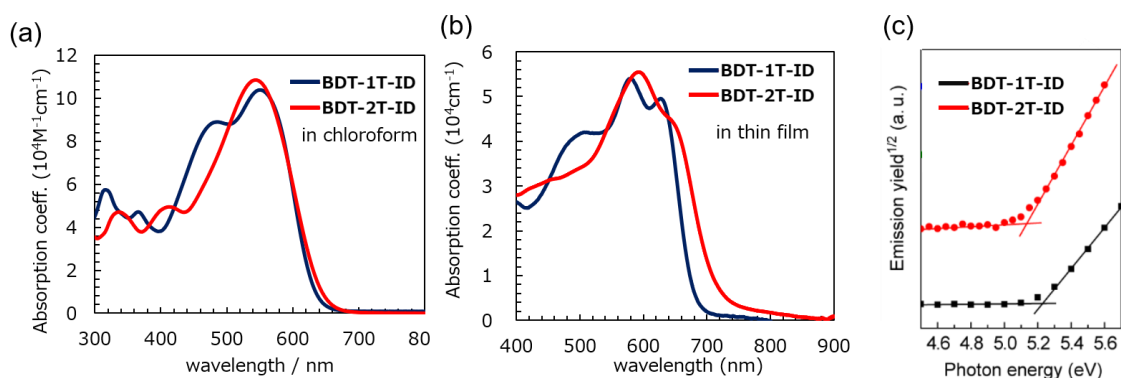 (a)
Absorption coeff. (10⁴M⁻¹cm⁻¹)
12
10
8
6
4
2
0
BDT-1T-ID
BDT-2T-ID
in chloroform
300 400 500 600 700 80
wavelength / nm
(b)
Absorption coeff. (10⁴cm⁻¹)
6
5
4
3
2
1
0
BDT-1T-ID
BDT-2T-ID
in thin film
400 500 600 700 800 900
wavelength (nm)
(c)
Emission yield¹/² (a.u.)
BDT-1T-ID
BDT-2T-ID
4.6 4.8 5.0 5.2 5.4 5.6
Photon energy (eV)